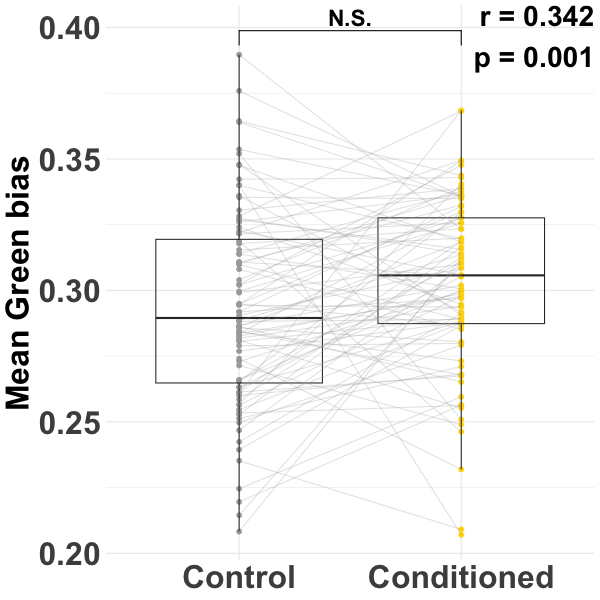 N.S.
r = 0.342
p = 0.001
Mean Green bias
0.40
0.35
0.30
0.25
0.20
Control
Conditioned